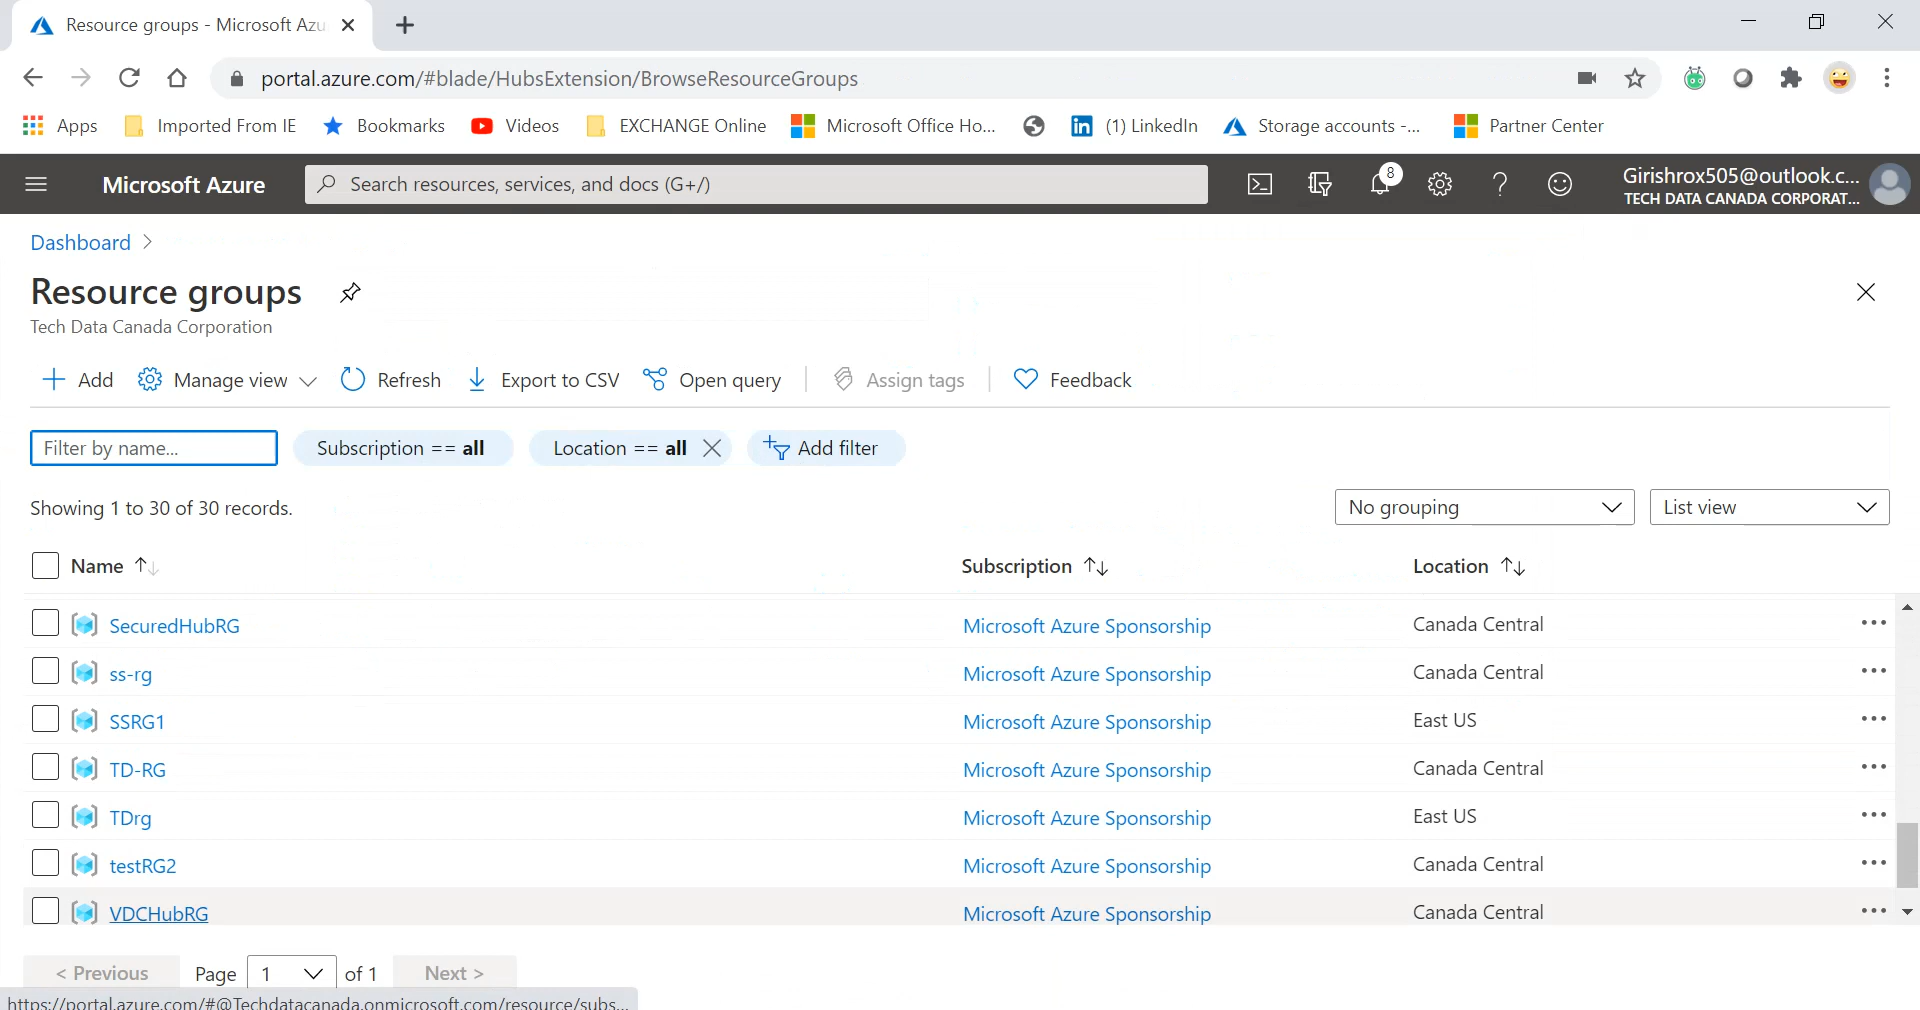 Resource groups - Microsoft Azu
portal.azure.com/#blade/HubsExtension/BrowseResourceGroups
Apps Imported From IE Bookmarks Videos EXCHANGE Online Microsoft Office Ho... (1) LinkedIn Storage accounts -... Partner Center
Microsoft Azure Search resources, services, and docs (G+/) 8 Girishrox505@outlook.c...
TECH DATA CANADA CORPORAT...
Dashboard >
Resource groups
Tech Data Canada Corporation
Add Manage view Refresh Export to CSV Open query Assign tags Feedback
Filter by name... Subscription == all Location == all Add filter
Showing 1 to 30 of 30 records. No grouping List view
Name Subscription Location
SecuredHubRG Microsoft Azure Sponsorship Canada Central
ss-rg Microsoft Azure Sponsorship Canada Central
SSRG1 Microsoft Azure Sponsorship East US
TD-RG Microsoft Azure Sponsorship Canada Central
TDrg Microsoft Azure Sponsorship East US
testRG2 Microsoft Azure Sponsorship Canada Central
VDCHubRG Microsoft Azure Sponsorship Canada Central
< Previous Page 1 of 1 Next >
https://portal.azure.com/#@Techdatacanada.onmicrosoft.com/resource/subs...